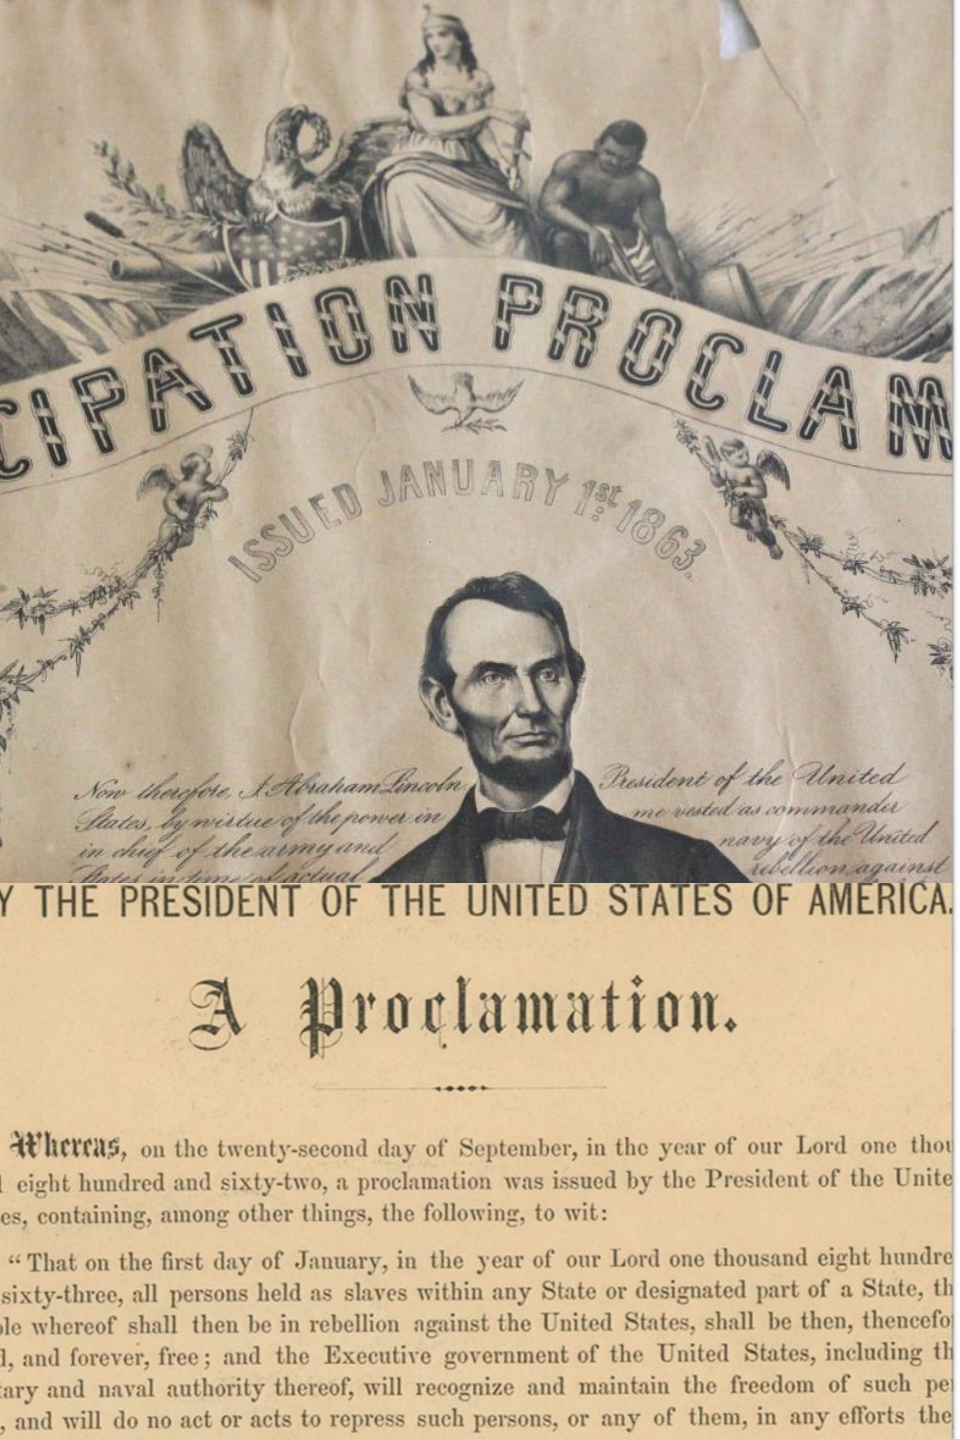 CIPATION PROCLAM
ISSUED JANUARY 1st 1863.
Now therefore, I Abraham Lincoln, President of the United
States, by virtue of the power in me vested as commander
in chief of the army and navy of the United
States in time of actual rebellion against
Y THE PRESIDENT OF THE UNITED STATES OF AMERICA.
A Proclamation.
Whereas, on the twenty-second day of September, in the year of our Lord one thou
eight hundred and sixty-two, a proclamation was issued by the President of the Unite
es, containing, among other things, the following, to wit:
“That on the first day of January, in the year of our Lord one thousand eight hundre
sixty-three, all persons held as slaves within any State or designated part of a State, th
ple whereof shall then be in rebellion against the United States, shall be then, thencefo
d, and forever, free; and the Executive government of the United States, including th
tary and naval authority thereof, will recognize and maintain the freedom of such pe
, and will do no act or acts to repress such persons, or any of them, in any efforts the